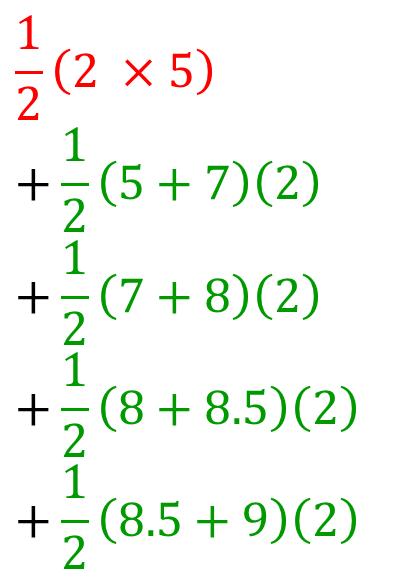 1/2 (2 × 5)
+ 1/2 (5 + 7)(2)
+ 1/2 (7 + 8)(2)
+ 1/2 (8 + 8.5)(2)
+ 1/2 (8.5 + 9)(2)